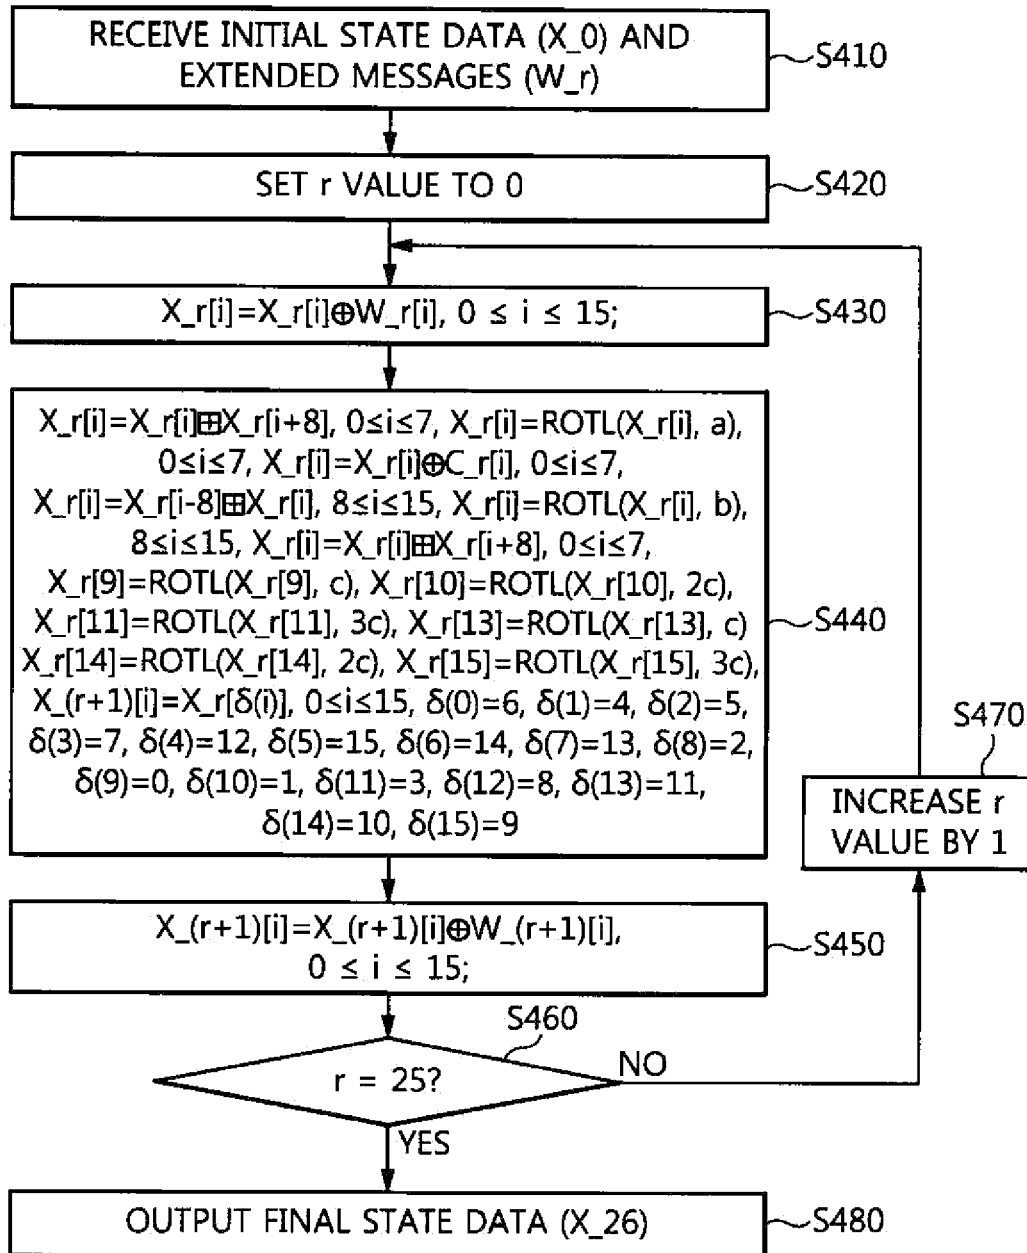 RECEIVE INITIAL STATE DATA (X_0) AND
EXTENDED MESSAGES (W_r)
S410
SET r VALUE TO 0
S420
X_r[i]=X_r[i]⊕W_r[i], 0 ≤ i ≤ 15;
S430
X_r[i]=X_r[i]⊞X_r[i+8], 0≤i≤7, X_r[i]=ROTL(X_r[i], a),
0≤i≤7, X_r[i]=X_r[i]⊕C_r[i], 0≤i≤7,
X_r[i]=X_r[i-8]⊞X_r[i], 8≤i≤15, X_r[i]=ROTL(X_r[i], b),
8≤i≤15, X_r[i]=X_r[i]⊞X_r[i+8], 0≤i≤7,
X_r[9]=ROTL(X_r[9], c), X_r[10]=ROTL(X_r[10], 2c),
X_r[11]=ROTL(X_r[11], 3c), X_r[13]=ROTL(X_r[13], c)
X_r[14]=ROTL(X_r[14], 2c), X_r[15]=ROTL(X_r[15], 3c),
X_(r+1)[i]=X_r[δ(i)], 0≤i≤15, δ(0)=6, δ(1)=4, δ(2)=5,
δ(3)=7, δ(4)=12, δ(5)=15, δ(6)=14, δ(7)=13, δ(8)=2,
δ(9)=0, δ(10)=1, δ(11)=3, δ(12)=8, δ(13)=11,
δ(14)=10, δ(15)=9
S440
S470
INCREASE r
VALUE BY 1
X_(r+1)[i]=X_(r+1)[i]⊕W_(r+1)[i],
0 ≤ i ≤ 15;
S450
S460
r = 25?
NO
YES
OUTPUT FINAL STATE DATA (X_26)
S480